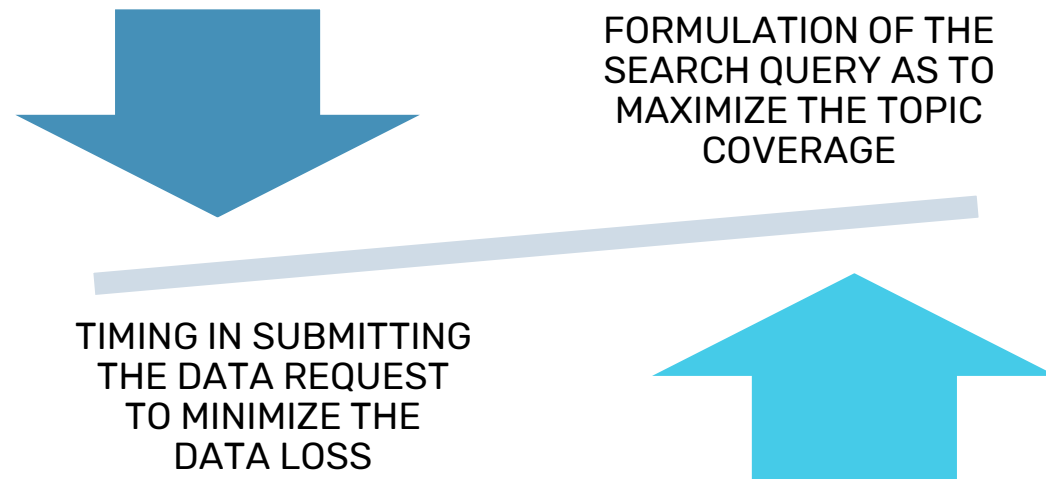 FORMULATION OF THE
SEARCH QUERY AS TO
MAXIMIZE THE TOPIC
COVERAGE
TIMING IN SUBMITTING
THE DATA REQUEST
TO MINIMIZE THE
DATA LOSS